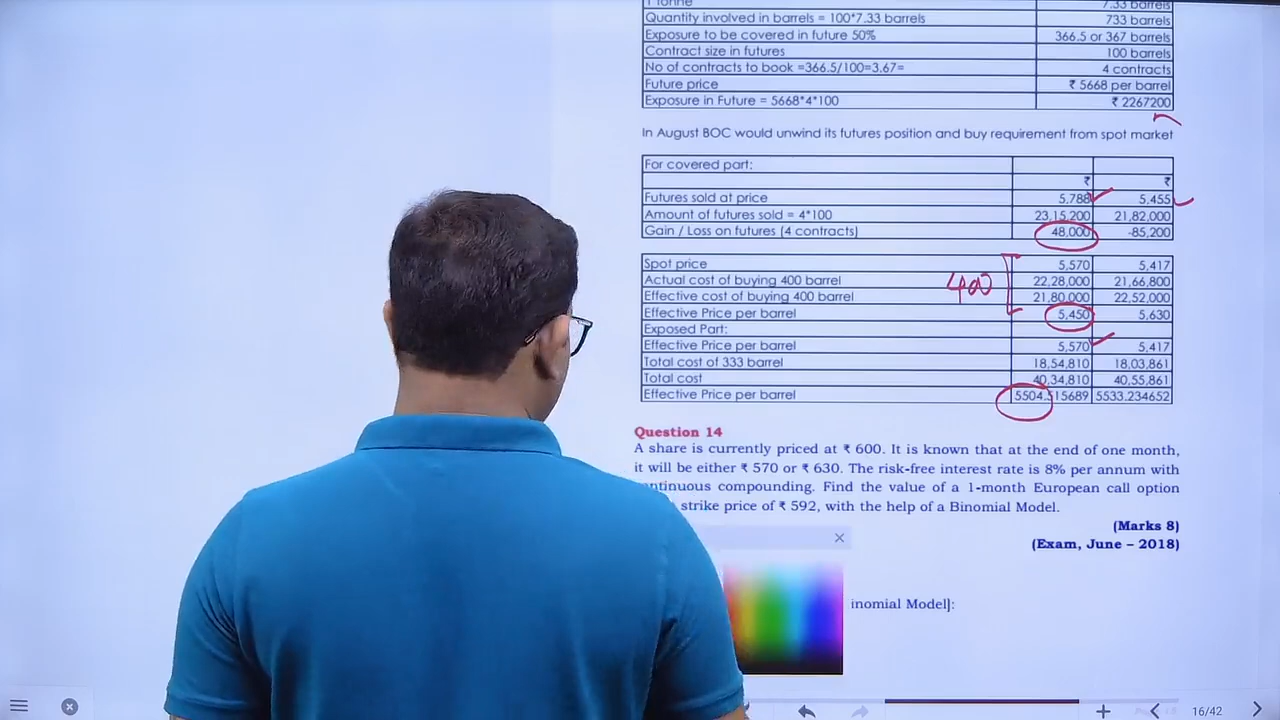 1 Tonne 7.33 barrels
Quantity involved in barrels = 100*7.33 barrels 733 barrels
Exposure to be covered in future 50% 366.5 or 367 barrels
Contract size in futures 100 barrels
No of contracts to book =366.5/100=3.67= 4 contracts
Future price ₹ 5668 per barrel
Exposure in Future = 5668*4*100 ₹ 2267200
In August BOC would unwind its futures position and buy requirement from spot market
For covered part:
₹ ₹
Futures sold at price 5,788 5,455
Amount of futures sold = 4*100 23,15,200 21,82,000
Gain / Loss on futures (4 contracts) 48,000 -85,200
Spot price 5,570 5,417
Actual cost of buying 400 barrel 22,28,000 21,66,800
400
Effective cost of buying 400 barrel 21,80,000 22,52,000
Effective Price per barrel 5,450 5,630
Exposed Part:
Effective Price per barrel 5,570 5,417
Total cost of 333 barrel 18,54,810 18,03,861
Total cost 40,34,810 40,55,861
Effective Price per barrel 5504.515689 5533.234652
Question 14
A share is currently priced at ₹ 600. It is known that at the end of one month,
it will be either ₹ 570 or ₹ 630. The risk-free interest rate is 8% per annum with
ntinuous compounding. Find the value of a 1-month European call option
strike price of ₹ 592, with the help of a Binomial Model.
(Marks 8)
(Exam, June – 2018)
inomial Model]:
16/42